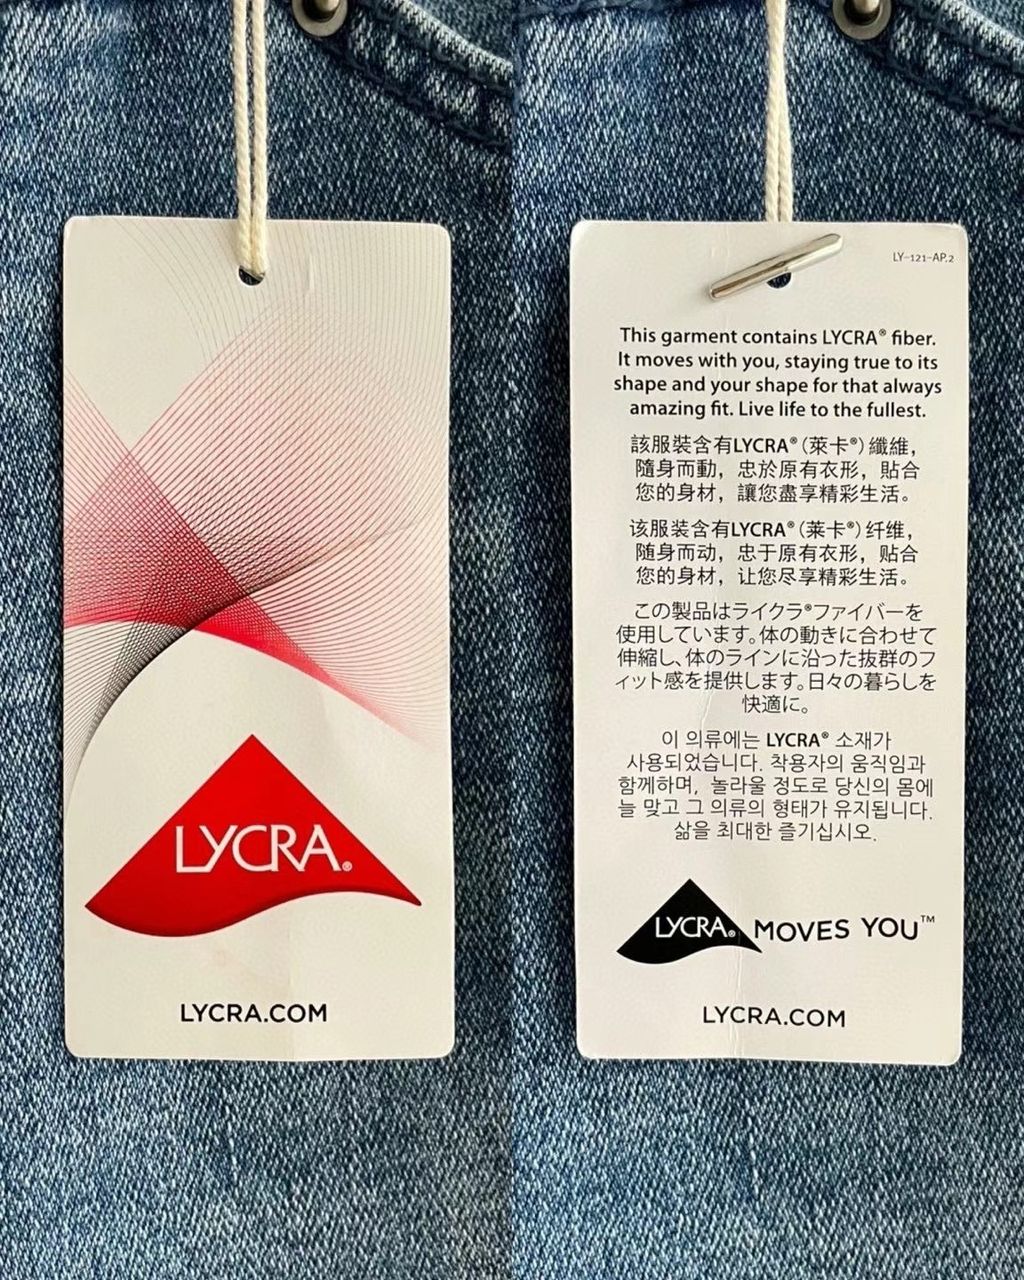 LYCRA®
LYCRA.COM
LY-121-AP.2
This garment contains LYCRA® fiber.
It moves with you, staying true to its
shape and your shape for that always
amazing fit. Live life to the fullest.
該服裝含有LYCRA®(萊卡®)纖維,
隨身而動，忠於原有衣形，貼合
您的身材，讓您盡享精彩生活。
该服装含有LYCRA®(莱卡®)纤维,
随身而动，忠于原有衣形，贴合
您的身材，让您尽享精彩生活。
この製品はライクラ®ファイバーを
使用しています。体の動きに合わせて
伸縮し、体のラインに沿った抜群のフ
ィット感を提供します。日々の暮らしを
快適に。
이 의류에는 LYCRA® 소재가
사용되었습니다. 착용자의 움직임과
함께하며, 놀라울 정도로 당신의 몸에
늘 맞고 그 의류의 형태가 유지됩니다.
삶을 최대한 즐기십시오.
LYCRA® MOVES YOU™
LYCRA.COM